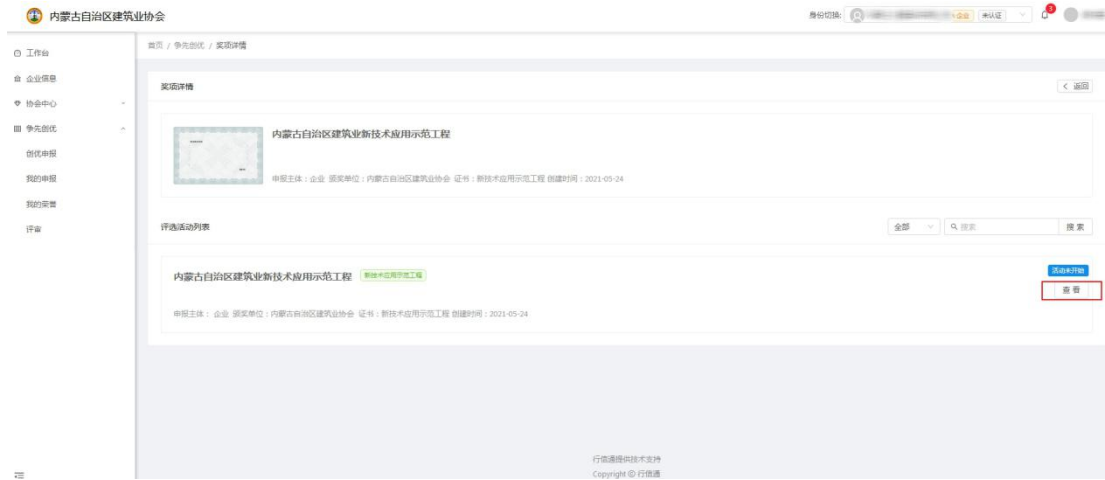 内蒙古自治区建筑业协会
身份切换:
企业
未认证
3
工作台
企业信息
协会中心
争先创优
创优申报
我的申报
我的荣誉
评审
首页 / 争先创优 / 奖项详情
奖项详情
< 返回
内蒙古自治区建筑业新技术应用示范工程
申报主体：企业 颁奖单位：内蒙古自治区建筑业协会 证书：新技术应用示范工程 创建时间：2021-05-24
评选活动列表
全部
搜索
搜 索
内蒙古自治区建筑业新技术应用示范工程 新技术应用示范工程
活动未开始
查 看
申报主体： 企业 颁奖单位：内蒙古自治区建筑业协会 证书：新技术应用示范工程 创建时间：2021-05-24
行信通提供技术支持
Copyright © 行信通